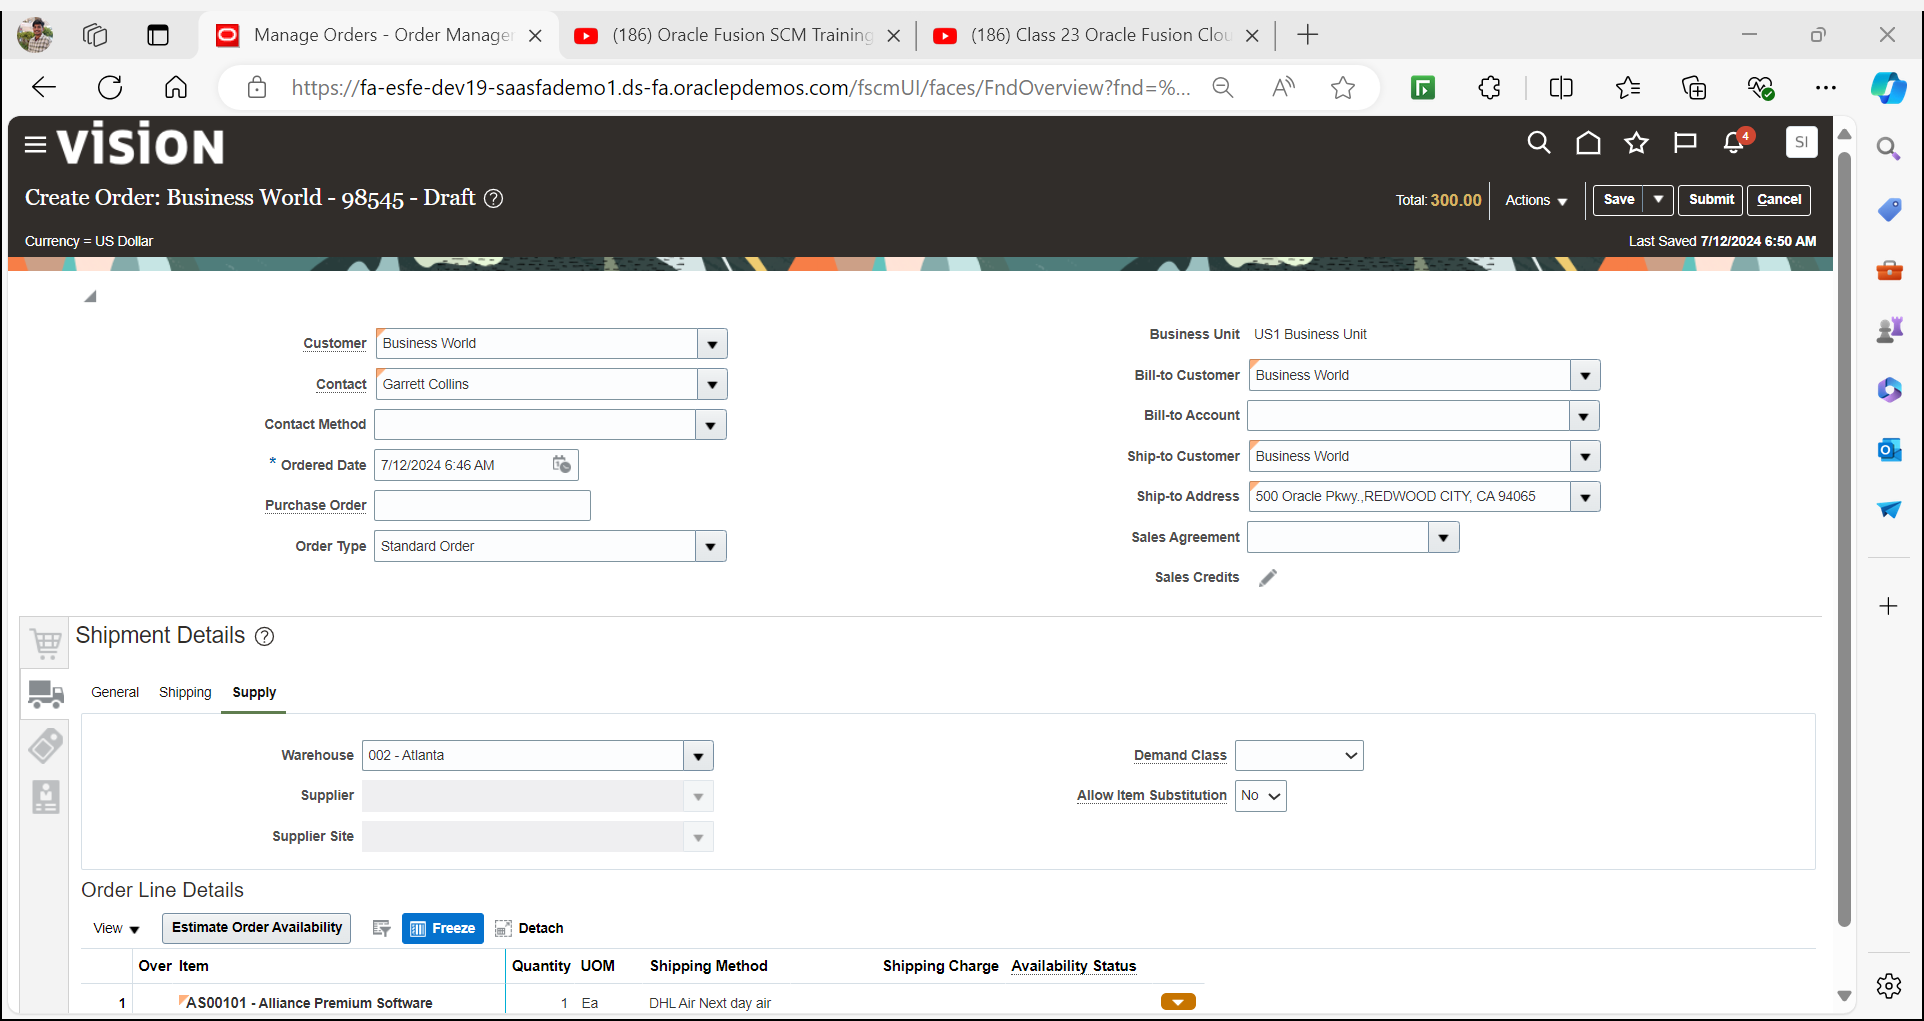 Manage Orders - Order Manage
(186) Oracle Fusion SCM Training
(186) Class 23 Oracle Fusion Clou
https://fa-esfe-dev19-saasfademo1.ds-fa.oraclepdemos.com/fscmUI/faces/FndOverview?fnd=%...
VISION
4
SI
Create Order: Business World - 98545 - Draft
Total: 300.00
Actions
Save
Submit
Cancel
Currency = US Dollar
Last Saved 7/12/2024 6:50 AM
Customer Business World
Contact Garrett Collins
Contact Method
* Ordered Date 7/12/2024 6:46 AM
Purchase Order
Order Type Standard Order
Business Unit US1 Business Unit
Bill-to Customer Business World
Bill-to Account
Ship-to Customer Business World
Ship-to Address 500 Oracle Pkwy.,REDWOOD CITY, CA 94065
Sales Agreement
Sales Credits
Shipment Details
General Shipping Supply
Warehouse 002 - Atlanta
Supplier
Supplier Site
Demand Class
Allow Item Substitution No
Order Line Details
View Estimate Order Availability Freeze Detach
Over Item Quantity UOM Shipping Method Shipping Charge Availability Status
1 AS00101 - Alliance Premium Software 1 Ea DHL Air Next day air